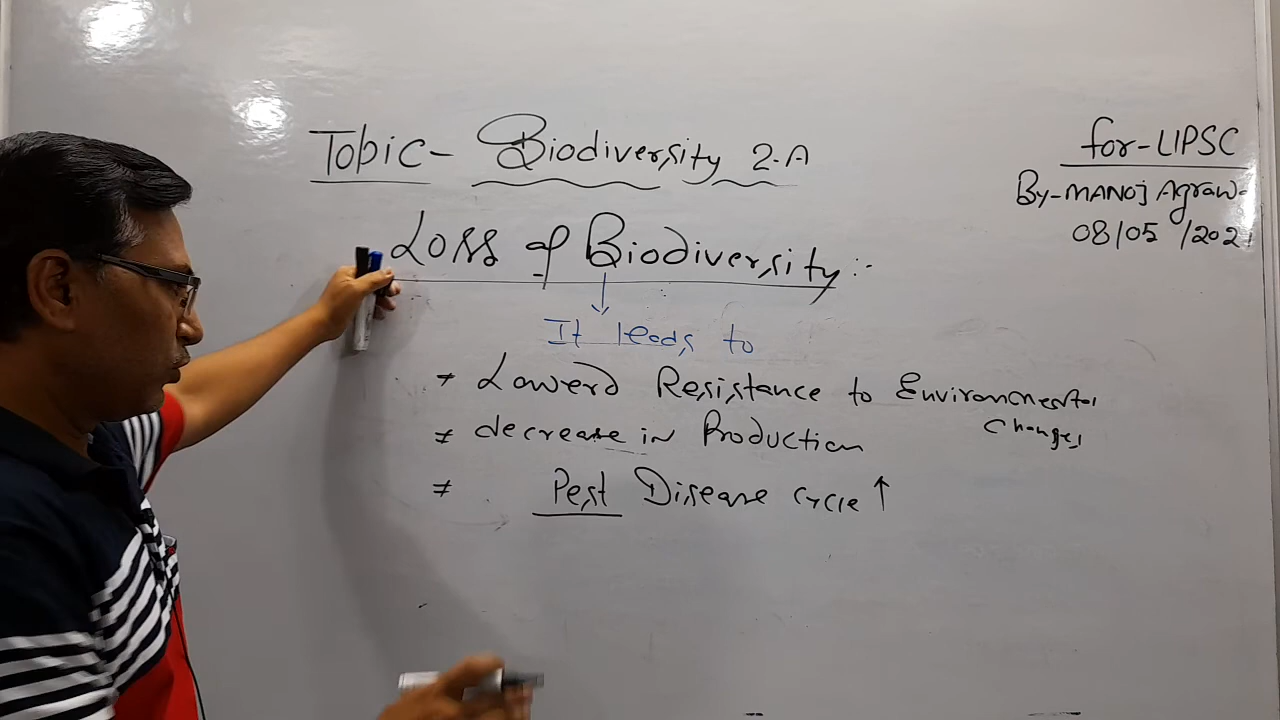 Topic- Biodiversity 2.A
for-UPSC
By-MANOJ Agraw
08/05/202
Loss of Biodiversity:-
It leads to
* Lowerd Resistance to Environmental changes
* decrease in Production
* Pest Disease cycle ↑